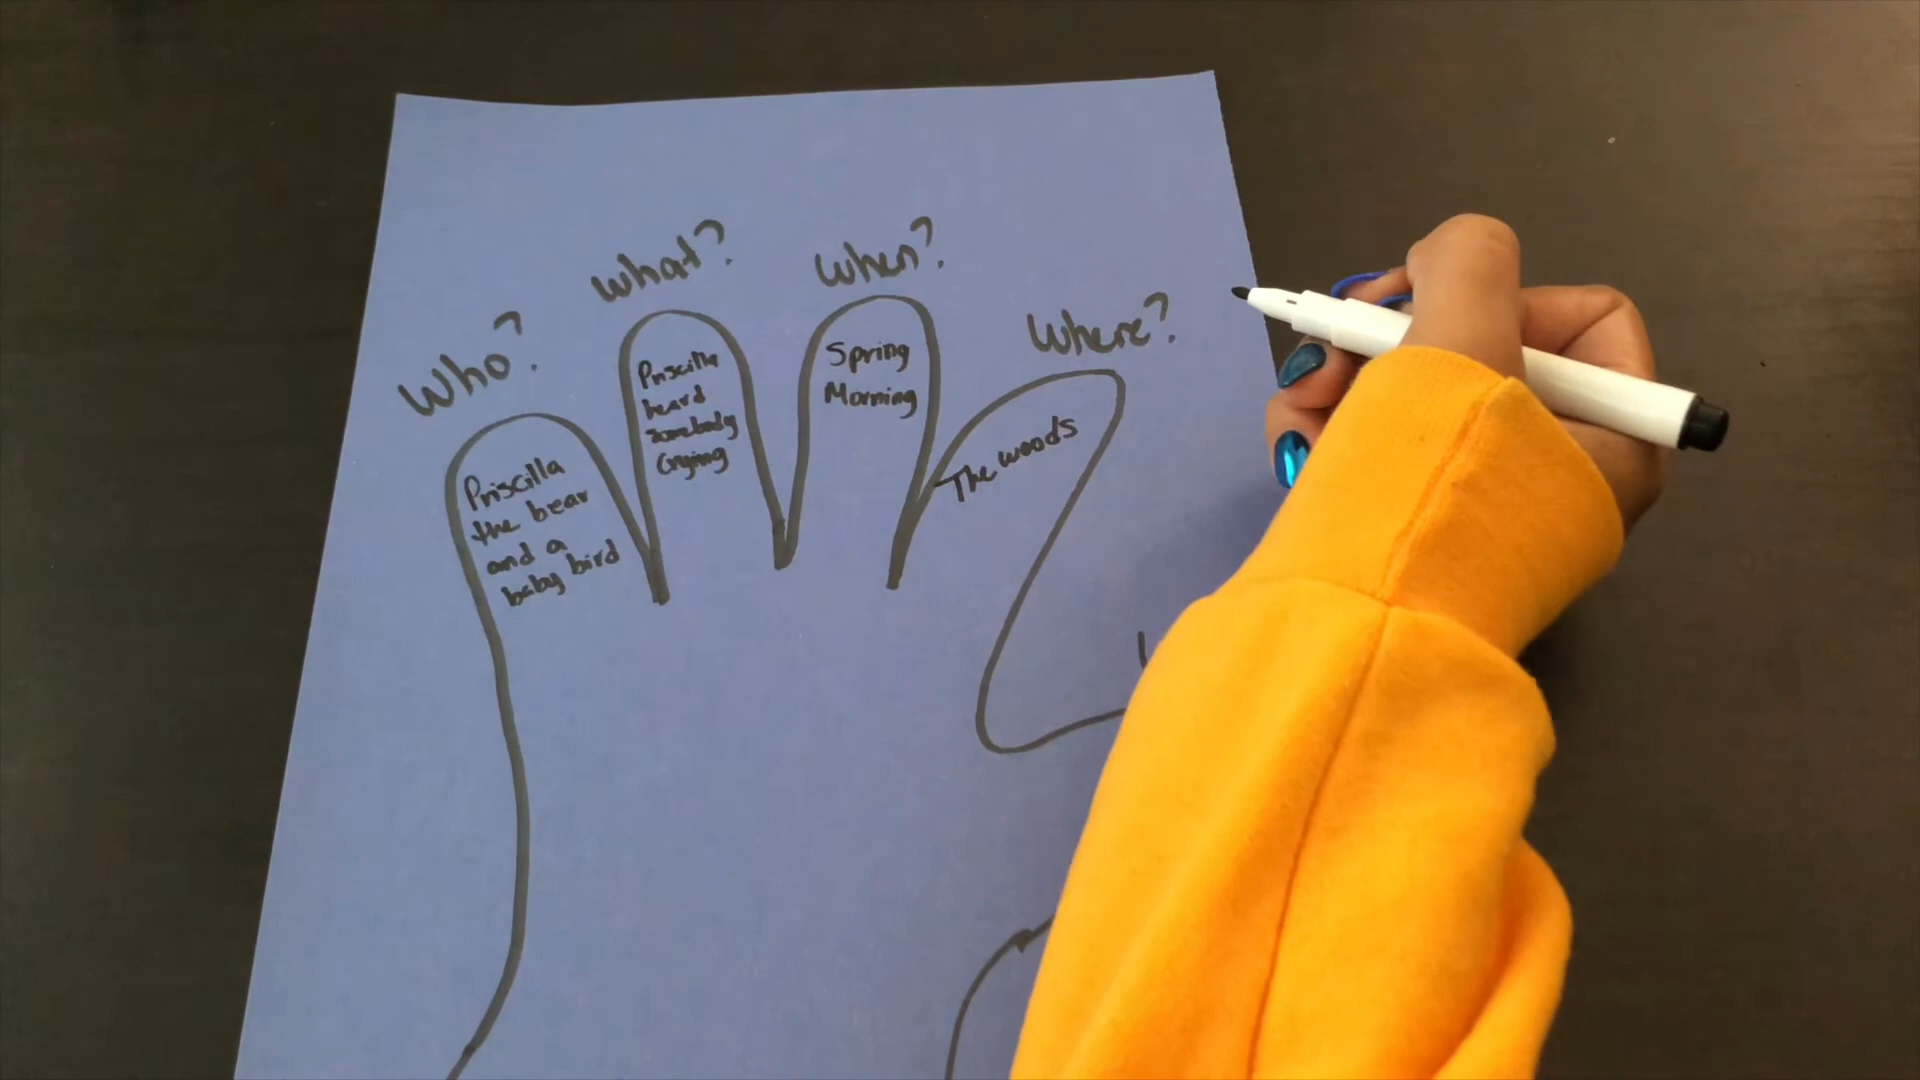 Who?
What?
When?
Where?
Priscilla
the bear
and a
baby bird
Priscilla
heard
somebody
Crying
Spring
Morning
The woods